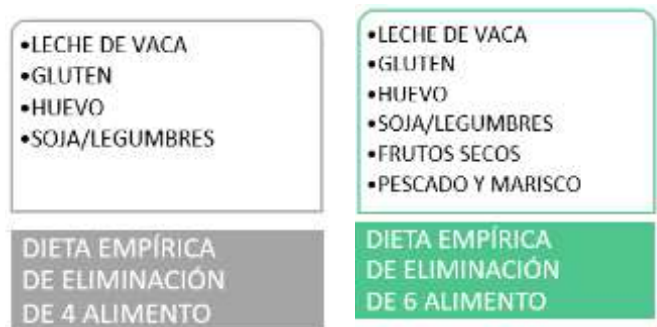 •LECHE DE VACA
•GLUTEN
•HUEVO
•SOJA/LEGUMBRES
DIETA EMPÍRICA
DE ELIMINACIÓN
DE 4 ALIMENTO
•LECHE DE VACA
•GLUTEN
•HUEVO
•SOJA/LEGUMBRES
•FRUTOS SECOS
•PESCADO Y MARISCO
DIETA EMPÍRICA
DE ELIMINACIÓN
DE 6 ALIMENTO